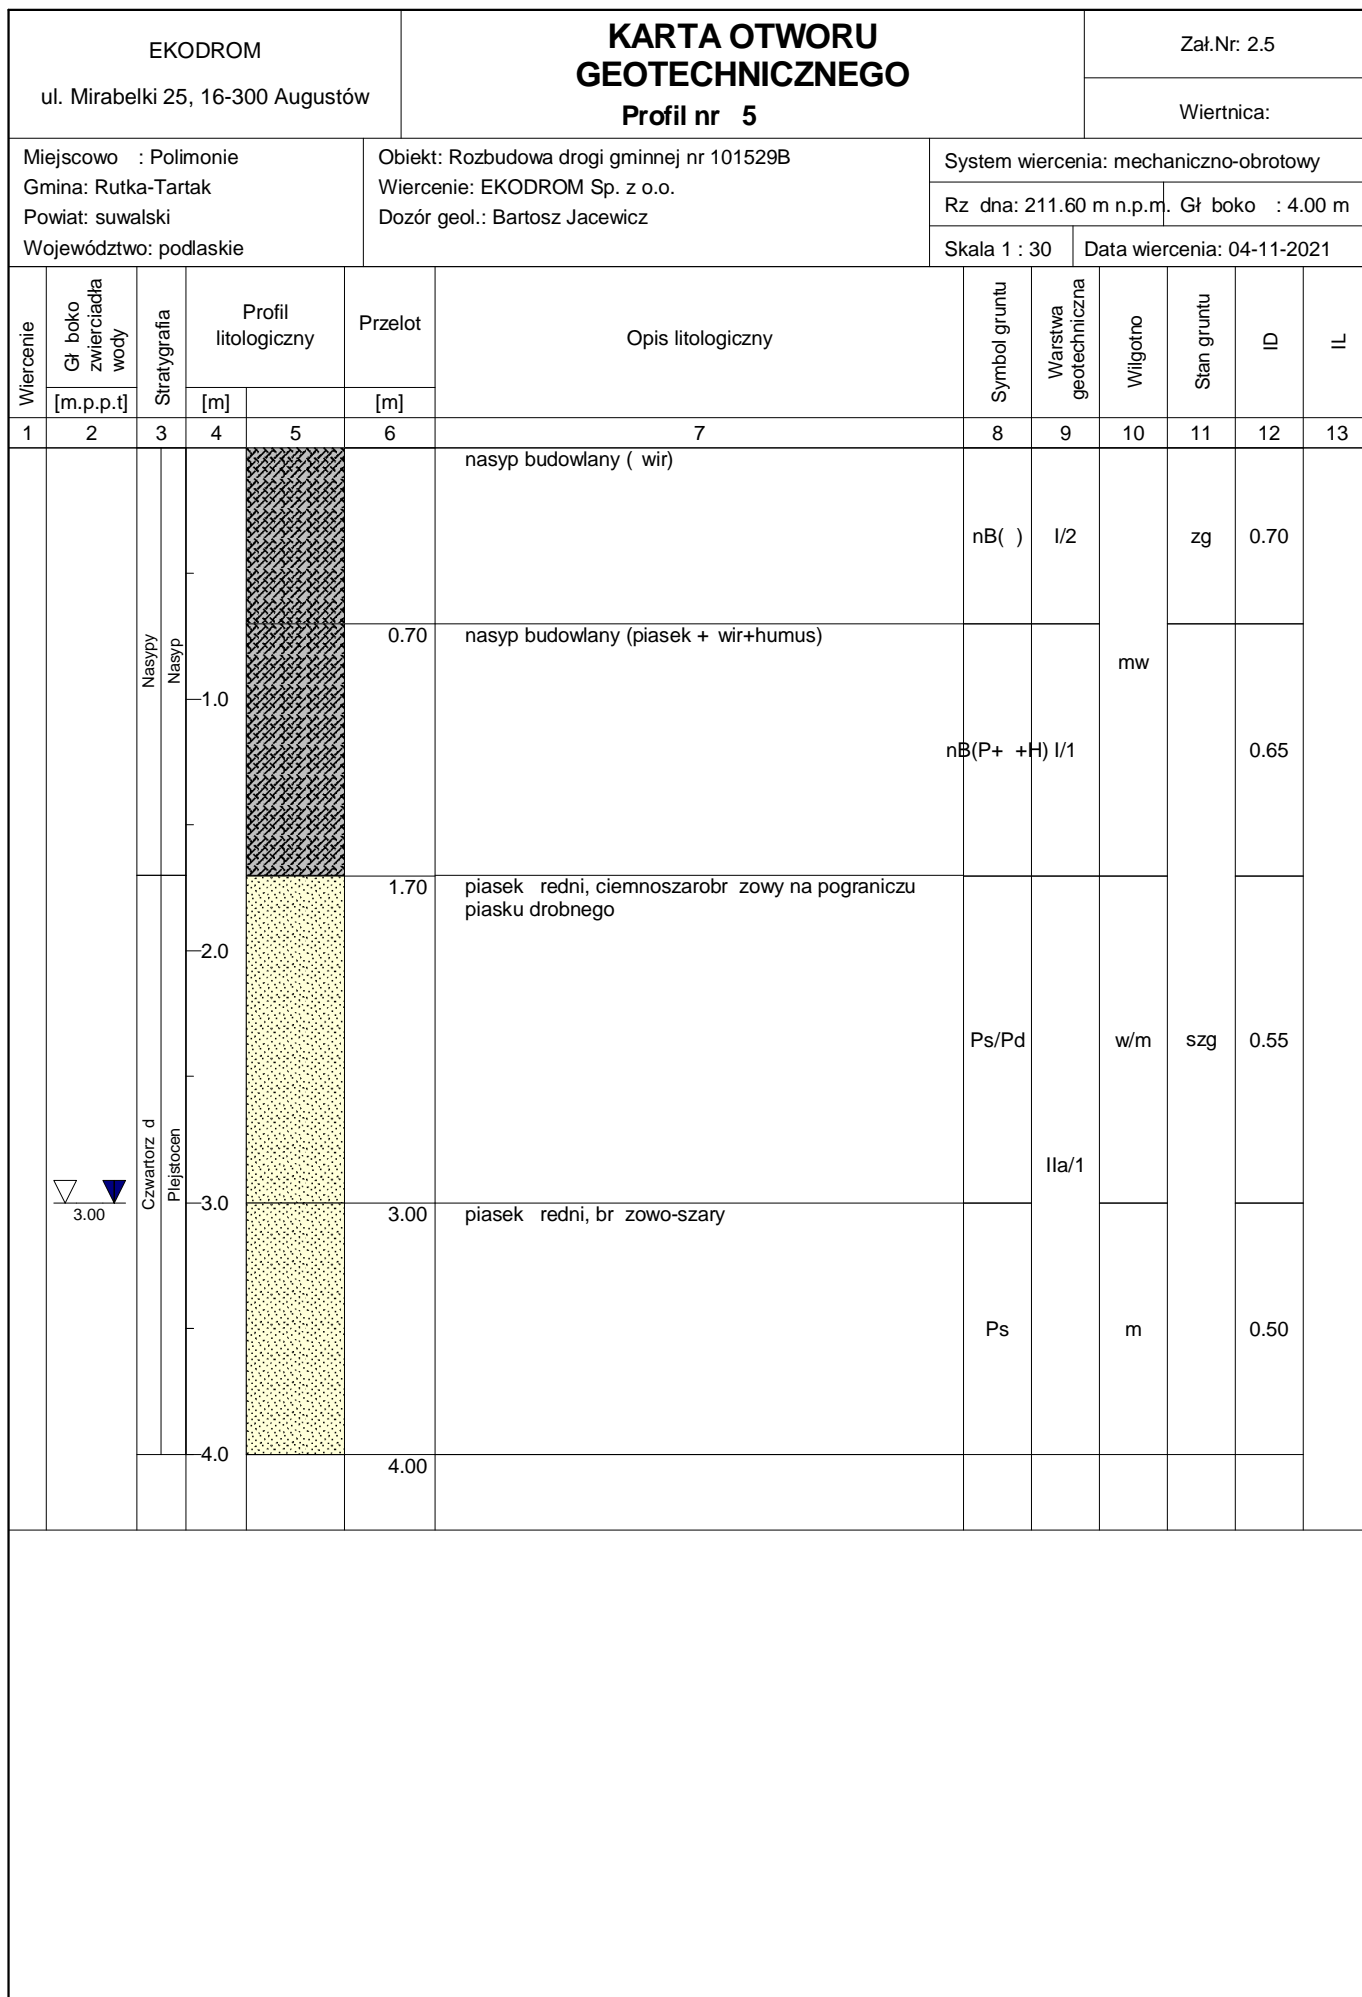 EKODROM
ul. Mirabelki 25, 16-300 Augustów
KARTA OTWORU
GEOTECHNICZNEGO
Profil nr 5
Zał.Nr: 2.5
Wiertnica:
Miejscowo : Polimonie
Gmina: Rutka-Tartak
Powiat: suwalski
Województwo: podlaskie
Obiekt: Rozbudowa drogi gminnej nr 101529B
Wiercenie: EKODROM Sp. z o.o.
Dozór geol.: Bartosz Jacewicz
System wiercenia: mechaniczno-obrotowy
Rz dna: 211.60 m n.p.m. Gł boko : 4.00 m
Skala 1 : 30 Data wiercenia: 04-11-2021
Wiercenie
Gł boko
zwierciadła
wody
[m.p.p.t]
Stratygrafia
Profil
litologiczny
[m]
Przelot
[m]
Opis litologiczny
Symbol gruntu
Warstwa
geotechniczna
Wilgotno
Stan gruntu
ID
IL
1 2 3 4 5 6 7 8 9 10 11 12 13
nasyp budowlany ( wir)
nB( ) I/2 zg 0.70
Nasypy
Nasyp
0.70 nasyp budowlany (piasek + wir+humus)
mw
1.0
nB(P+ +H) I/1 0.65
1.70 piasek redni, ciemnoszarobr zowy na pograniczu
piasku drobnego
2.0
Ps/Pd w/m szg 0.55
Czwartorz d
Plejstocen
IIa/1
3.00
3.0
3.00 piasek redni, br zowo-szary
Ps m 0.50
4.0
4.00